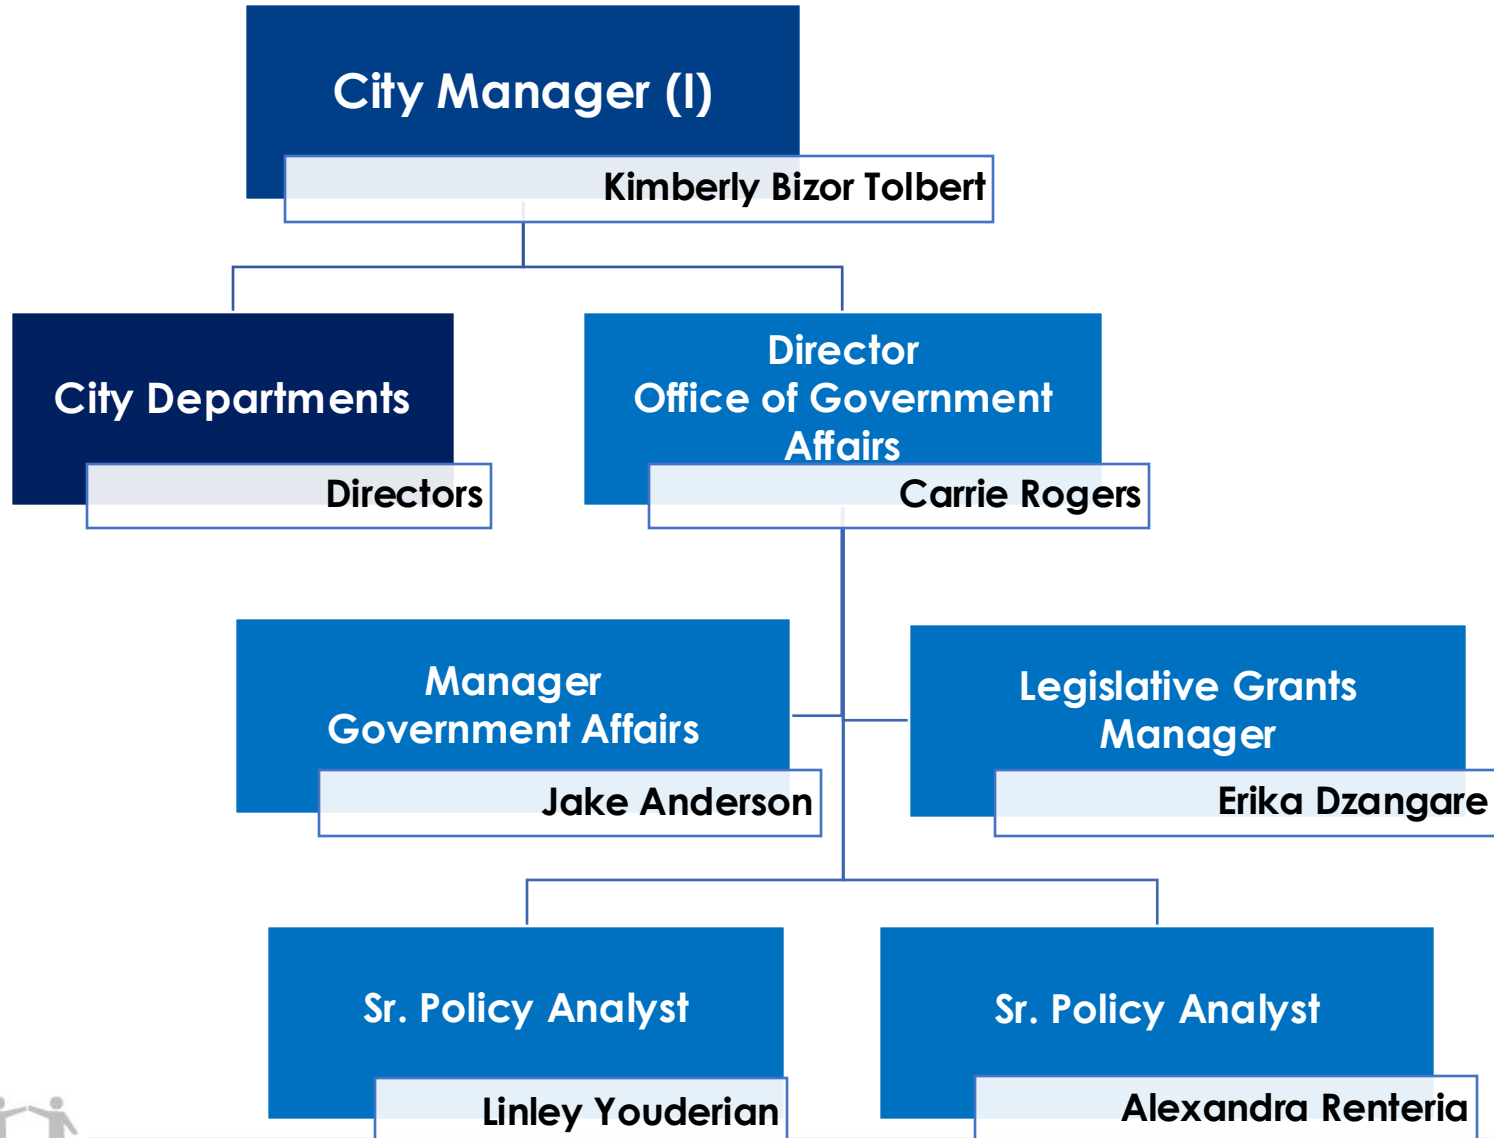 City Manager (I)
Kimberly Bizor Tolbert
City Departments
Directors
Director
Office of Government
Affairs
Carrie Rogers
Manager
Government Affairs
Jake Anderson
Legislative Grants
Manager
Erika Dzangare
Sr. Policy Analyst
Linley Youderian
Sr. Policy Analyst
Alexandra Renteria